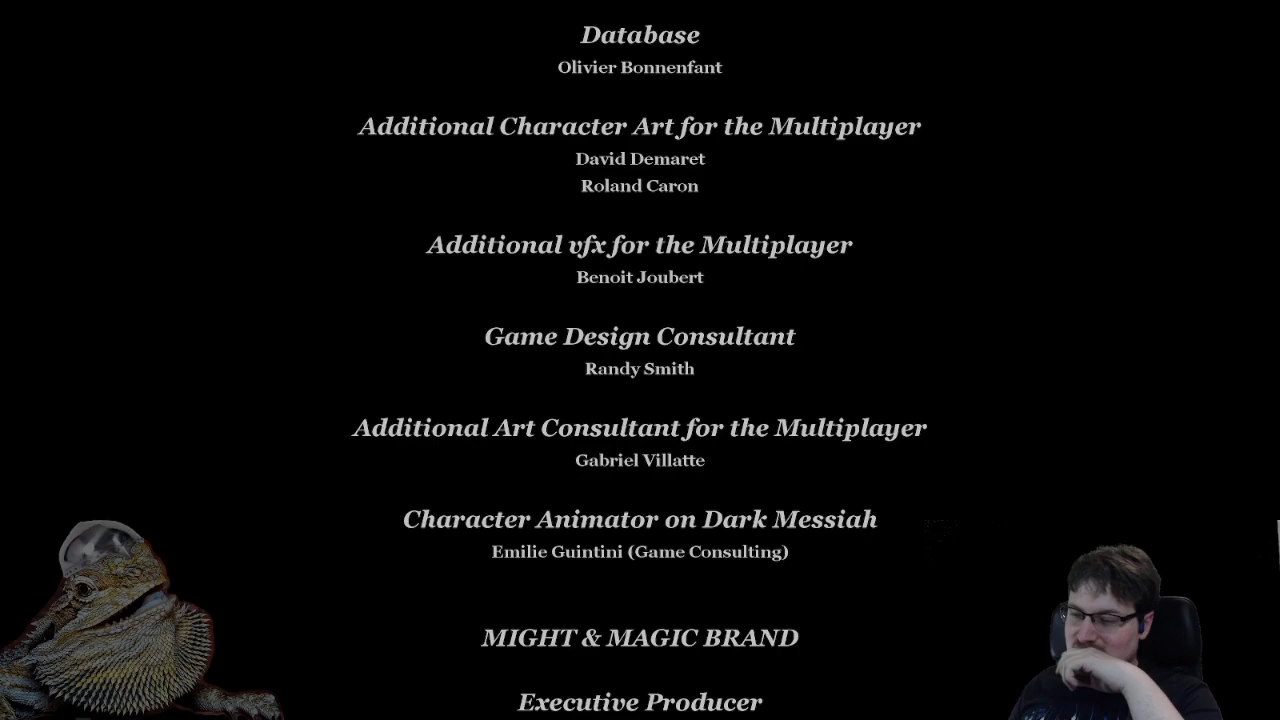 Database
Olivier Bonnenfant
Additional Character Art for the Multiplayer
David Demaret
Roland Caron
Additional vfx for the Multiplayer
Benoit Joubert
Game Design Consultant
Randy Smith
Additional Art Consultant for the Multiplayer
Gabriel Villatte
Character Animator on Dark Messiah
Emilie Guintini (Game Consulting)
MIGHT & MAGIC BRAND
Executive Producer